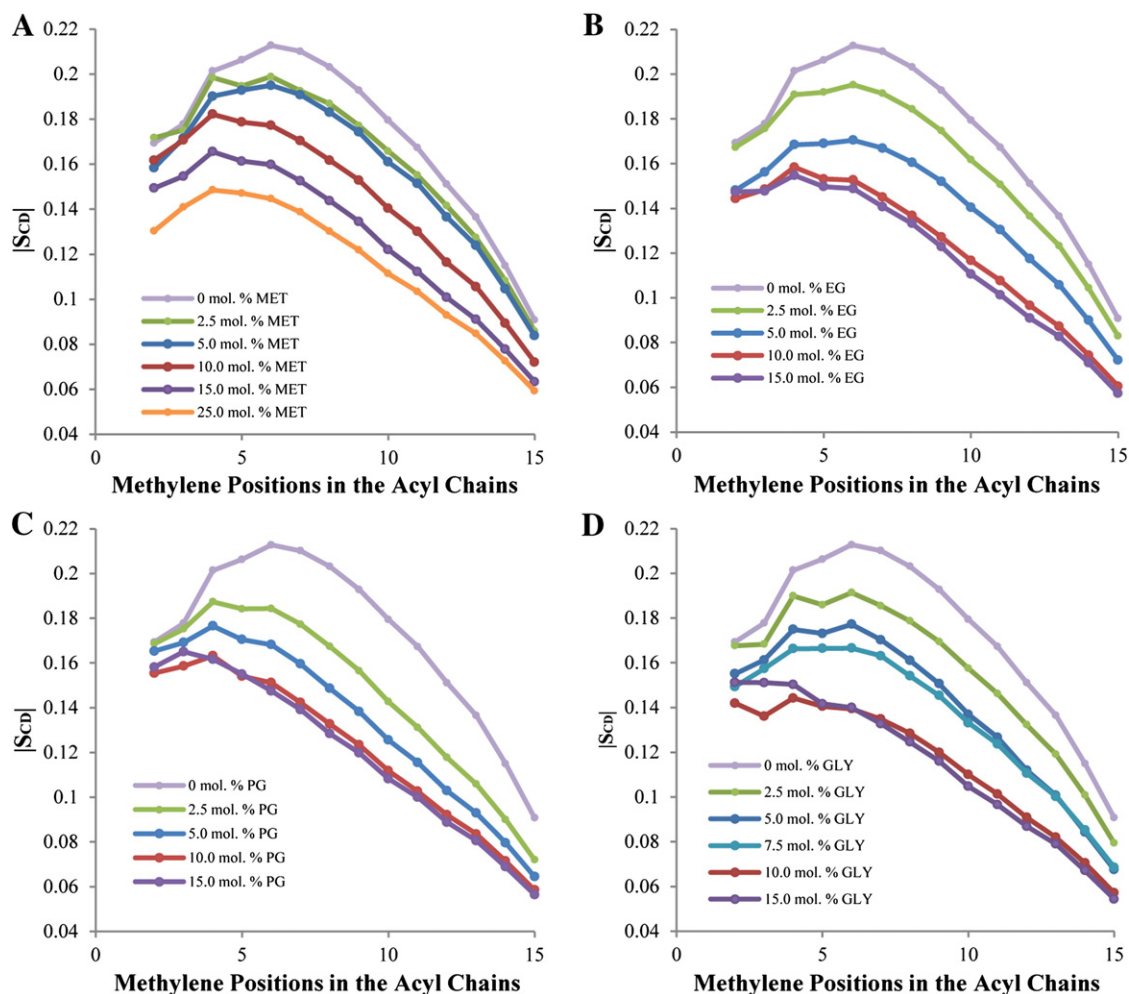 A
0.22
0.2
0.18
0.16
0.14
0.12
0.1
0.08
0.06
0.04
|SCD|
0 mol. % MET
2.5 mol. % MET
5.0 mol. % MET
10.0 mol. % MET
15.0 mol. % MET
25.0 mol. % MET
0 5 10 15
Methylene Positions in the Acyl Chains
B
0.22
0.2
0.18
0.16
0.14
0.12
0.1
0.08
0.06
0.04
|SCD|
0 mol. % EG
2.5 mol. % EG
5.0 mol. % EG
10.0 mol. % EG
15.0 mol. % EG
0 5 10 15
Methylene Positions in the Acyl Chains
C
0.22
0.2
0.18
0.16
0.14
0.12
0.1
0.08
0.06
0.04
|SCD|
0 mol. % PG
2.5 mol. % PG
5.0 mol. % PG
10.0 mol. % PG
15.0 mol. % PG
0 5 10 15
Methylene Positions in the Acyl Chains
D
0.22
0.2
0.18
0.16
0.14
0.12
0.1
0.08
0.06
0.04
|SCD|
0 mol. % GLY
2.5 mol. % GLY
5.0 mol. % GLY
7.5 mol. % GLY
10.0 mol. % GLY
15.0 mol. % GLY
0 5 10 15
Methylene Positions in the Acyl Chains